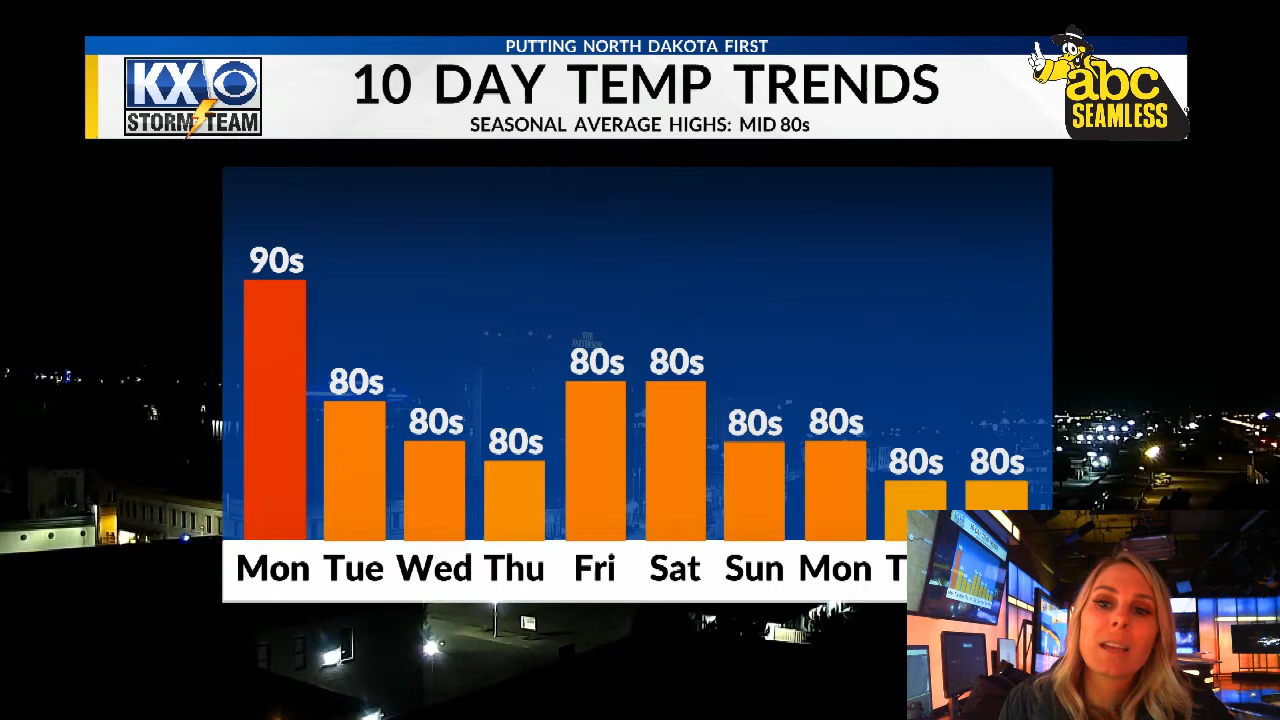 PUTTING NORTH DAKOTA FIRST
KX
STORM TEAM
10 DAY TEMP TRENDS
SEASONAL AVERAGE HIGHS: MID 80s
abc
SEAMLESS
90s
80s
80s
80s
80s
80s
80s
80s
80s
80s
Mon Tue Wed Thu Fri Sat Sun Mon T